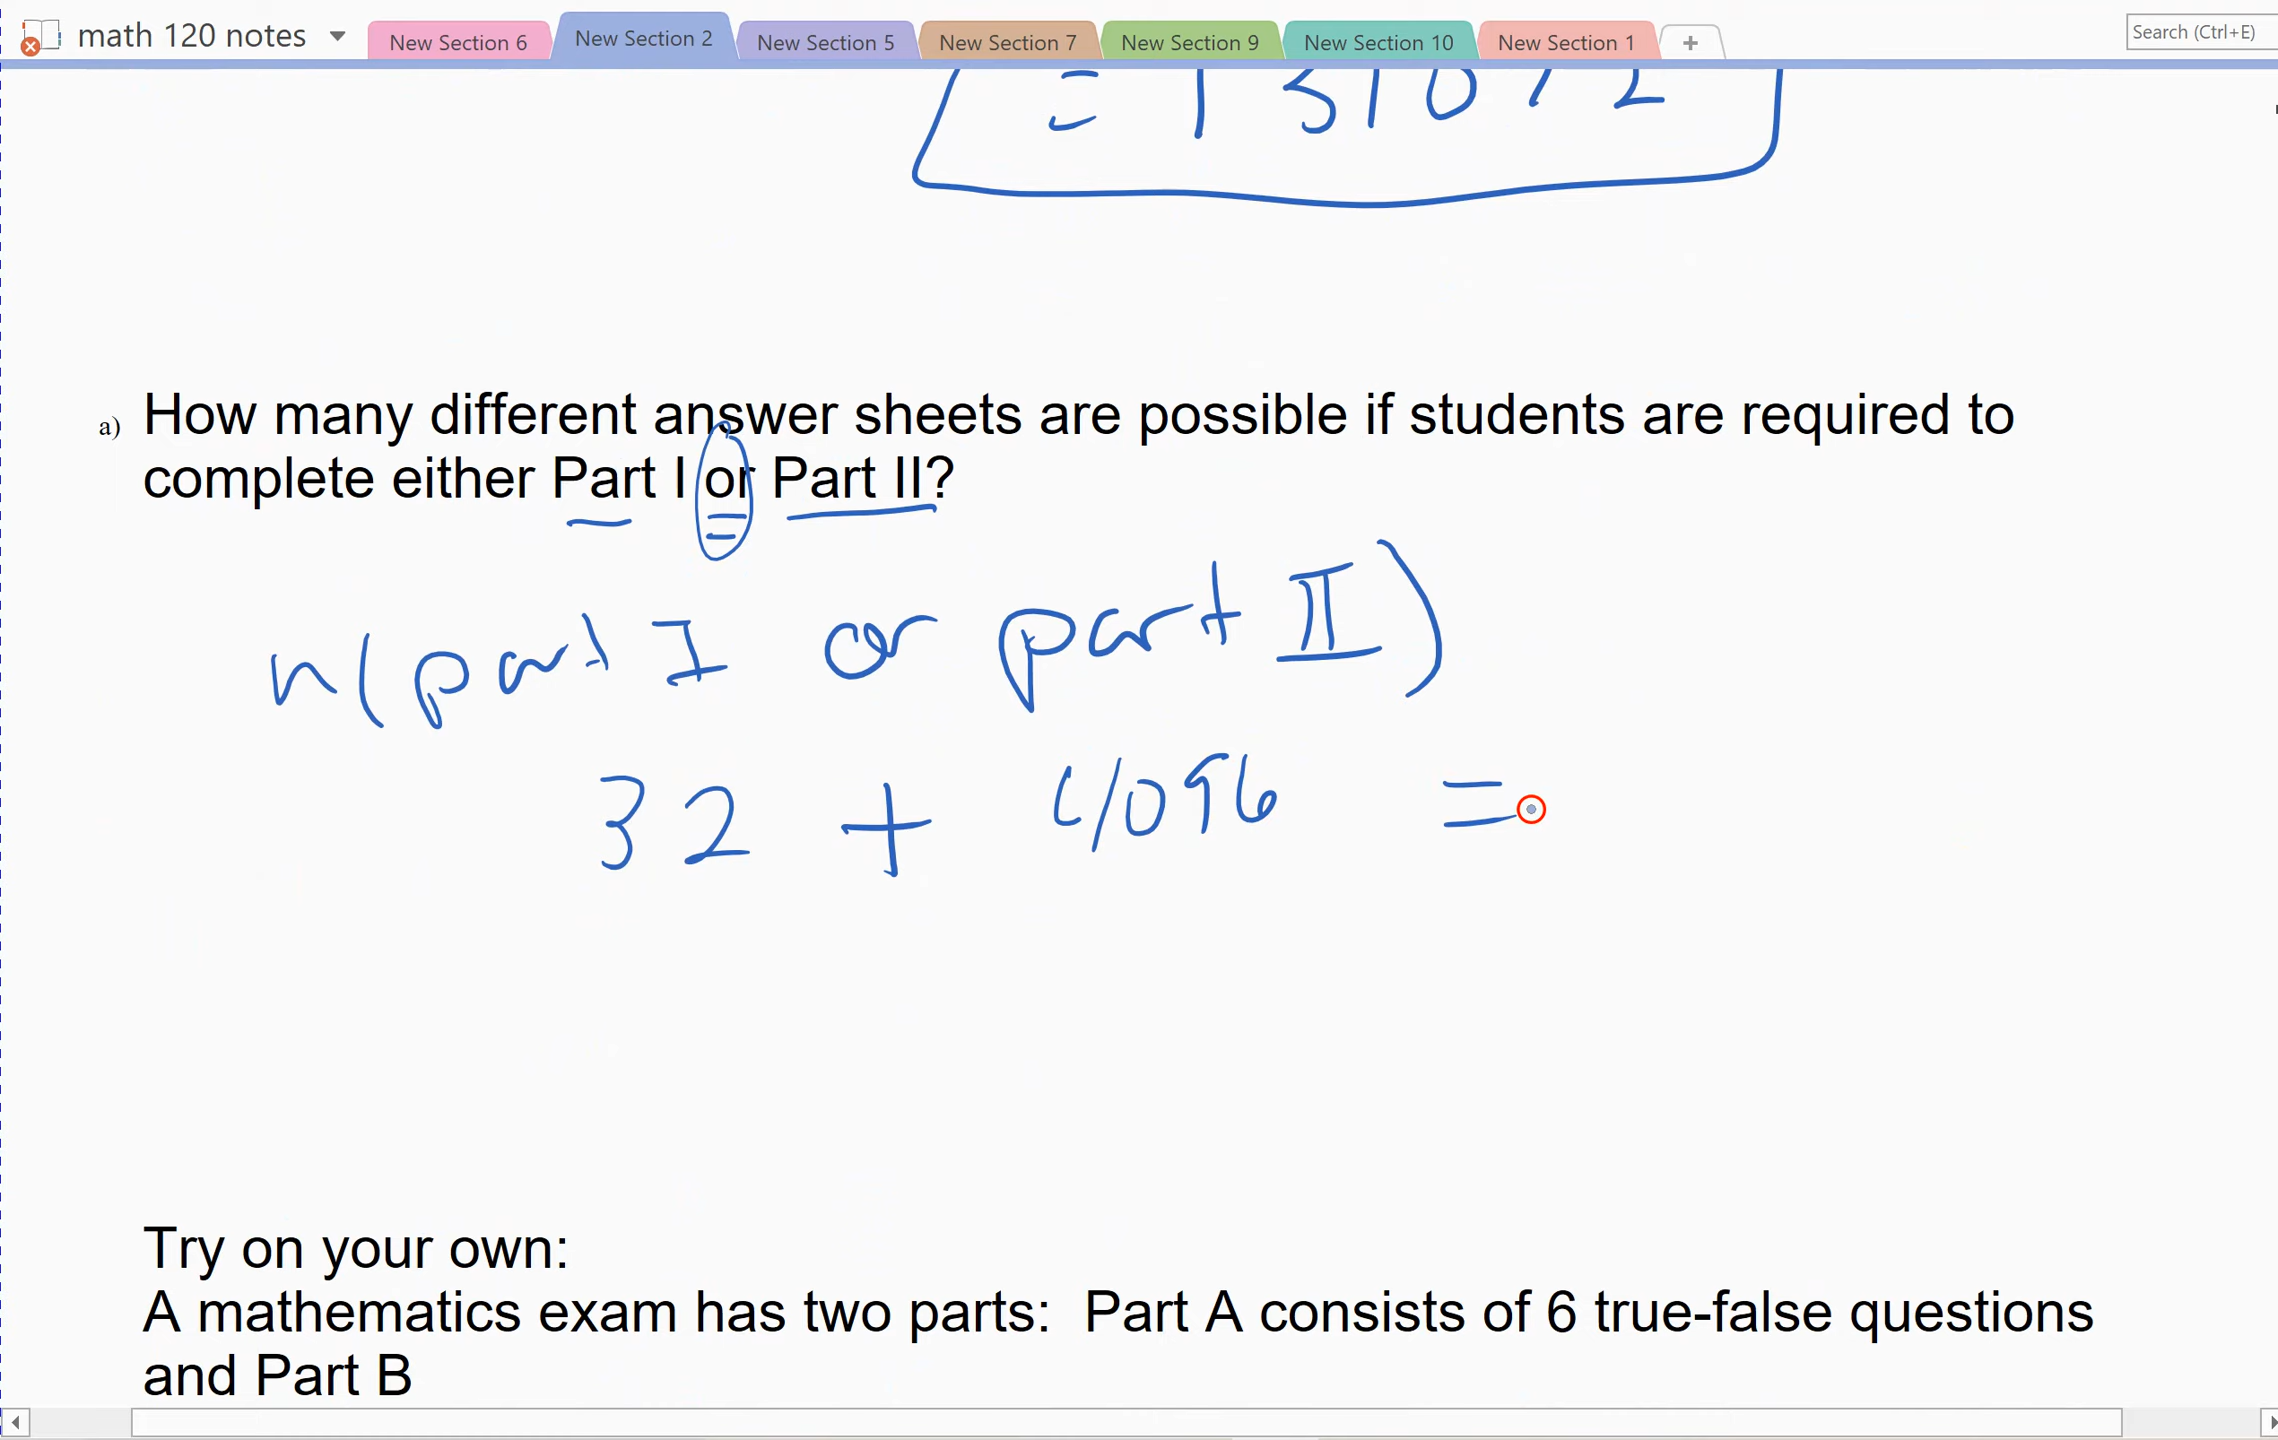 math 120 notes New Section 6 New Section 2 New Section 5 New Section 7 New Section 9 New Section 10 New Section 1 + Search (Ctrl+E)
= 131072
a) How many different answer sheets are possible if students are required to
complete either Part I or Part II?
n(part I or part II)
32 + 4096 =
Try on your own:
A mathematics exam has two parts: Part A consists of 6 true-false questions
and Part B